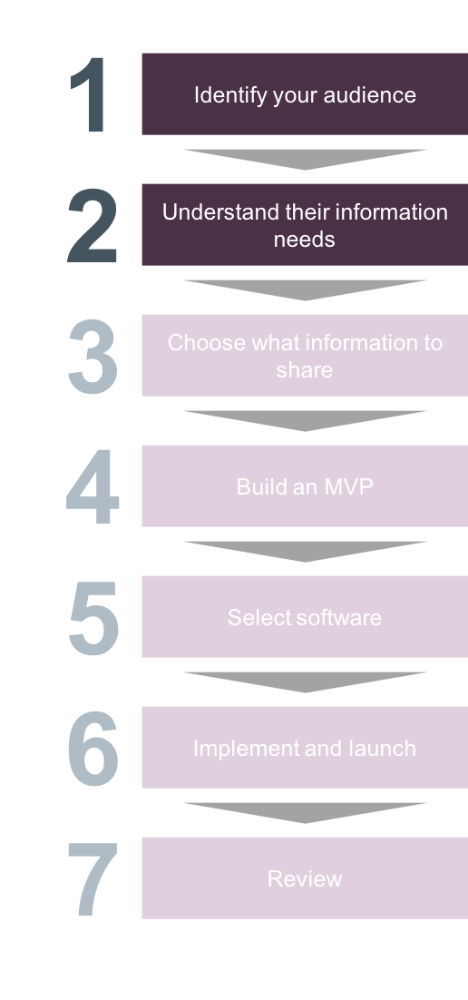 1
Identify your audience
2
Understand their information
needs
3
Choose what information to
share
4
Build an MVP
5
Select software
6
Implement and launch
7
Review